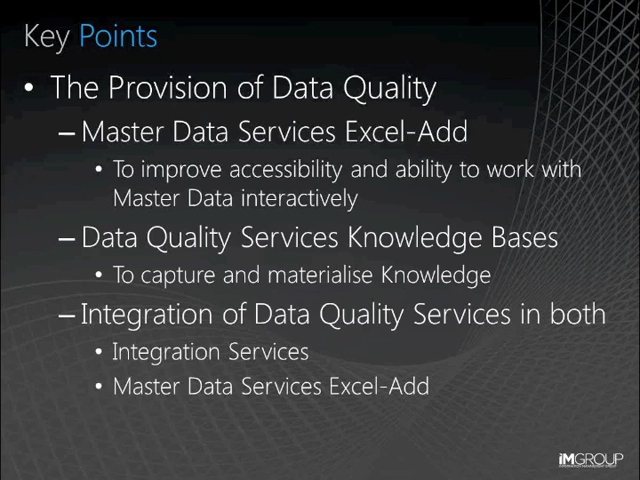 Key Points
• The Provision of Data Quality
– Master Data Services Excel-Add
• To improve accessibility and ability to work with
Master Data interactively
– Data Quality Services Knowledge Bases
• To capture and materialise Knowledge
– Integration of Data Quality Services in both
• Integration Services
• Master Data Services Excel-Add
iMGROUP